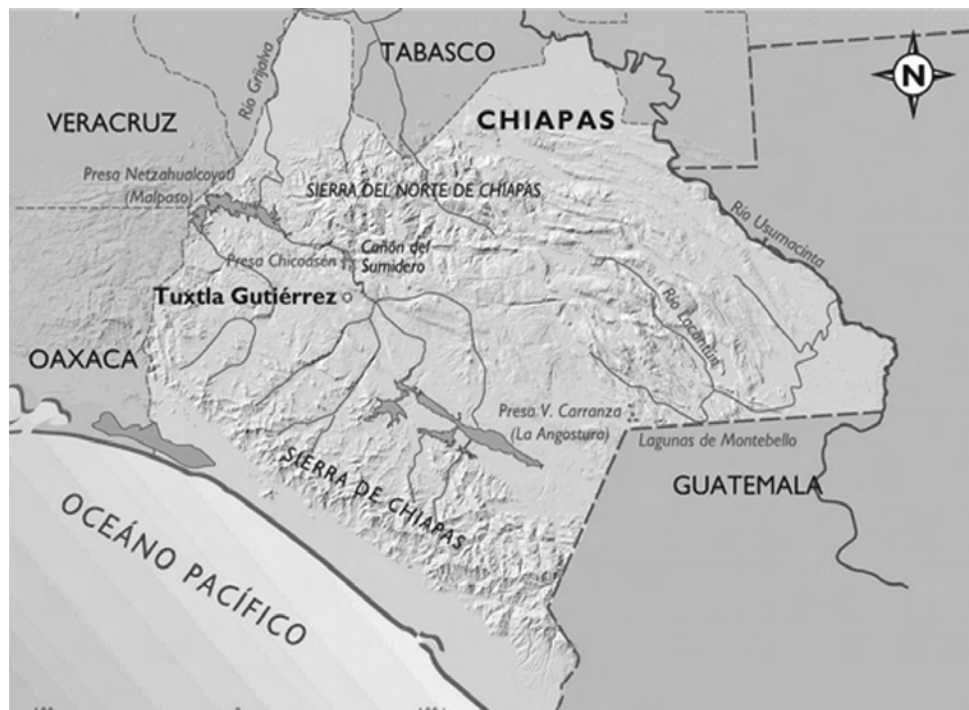 TABASCO
Río Grijalva
VERACRUZ
CHIAPAS
N
Presa Netzahualcoyotl
(Malpaso)
SIERRA DEL NORTE DE CHIAPAS
Río Usumacinta
Cañón del
Sumidero
Presa Chicoasén
Tuxtla Gutiérrez
Río Lacantún
OAXACA
Presa V. Carranza
(La Angostura)
Lagunas de Montebello
GUATEMALA
SIERRA DE CHIAPAS
OCEÁNO PACÍFICO